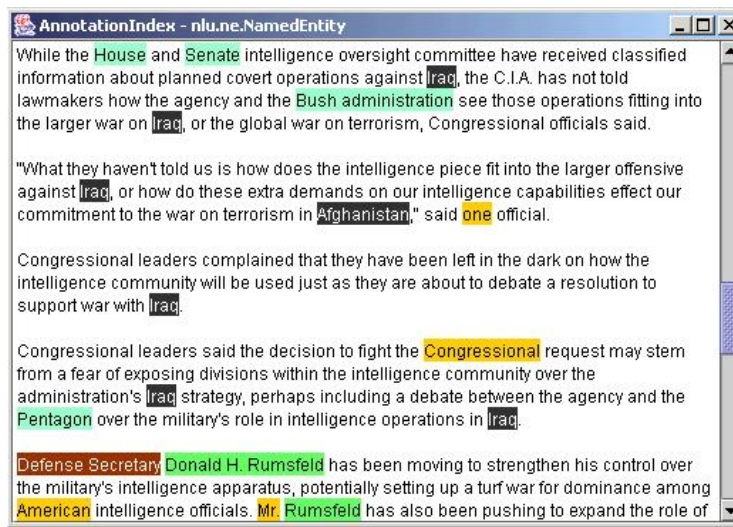 AnnotationIndex - nlu.ne.NamedEntity
While the House and Senate intelligence oversight committee have received classified
information about planned covert operations against Iraq, the C.I.A. has not told
lawmakers how the agency and the Bush administration see those operations fitting into
the larger war on Iraq, or the global war on terrorism, Congressional officials said.
"What they haven't told us is how does the intelligence piece fit into the larger offensive
against Iraq, or how do these extra demands on our intelligence capabilities effect our
commitment to the war on terrorism in Afghanistan," said one official.
Congressional leaders complained that they have been left in the dark on how the
intelligence community will be used just as they are about to debate a resolution to
support war with Iraq.
Congressional leaders said the decision to fight the Congressional request may stem
from a fear of exposing divisions within the intelligence community over the
administration's Iraq strategy, perhaps including a debate between the agency and the
Pentagon over the military's role in intelligence operations in Iraq.
Defense Secretary Donald H. Rumsfeld has been moving to strengthen his control over
the military's intelligence apparatus, potentially setting up a turf war for dominance among
American intelligence officials. Mr. Rumsfeld has also been pushing to expand the role of